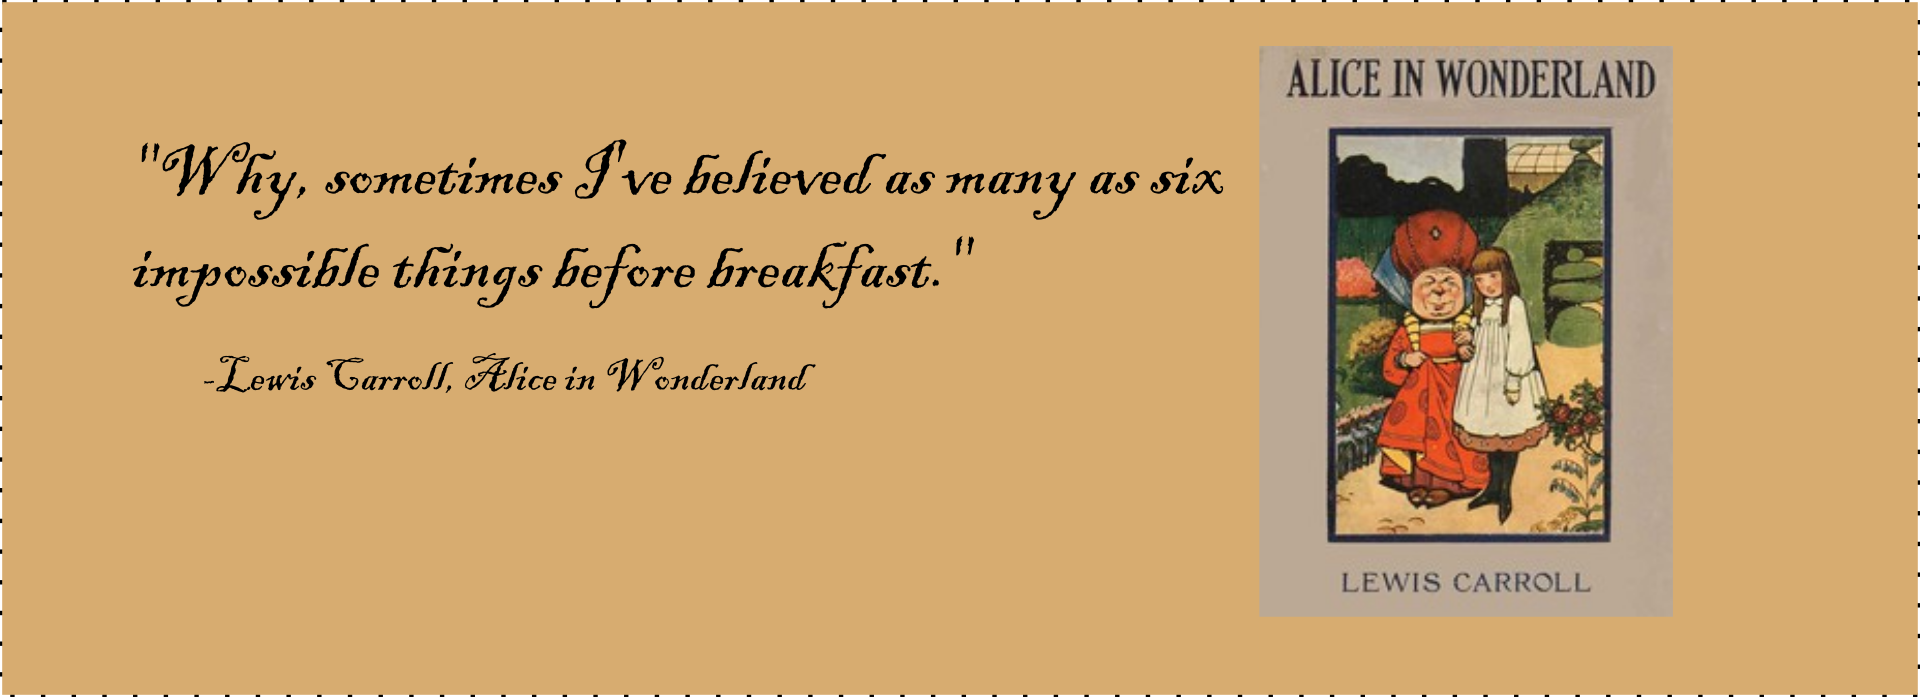 "Why, sometimes I've believed as many as six
impossible things before breakfast."
-Lewis Carroll, Alice in Wonderland
ALICE IN WONDERLAND
LEWIS CARROLL